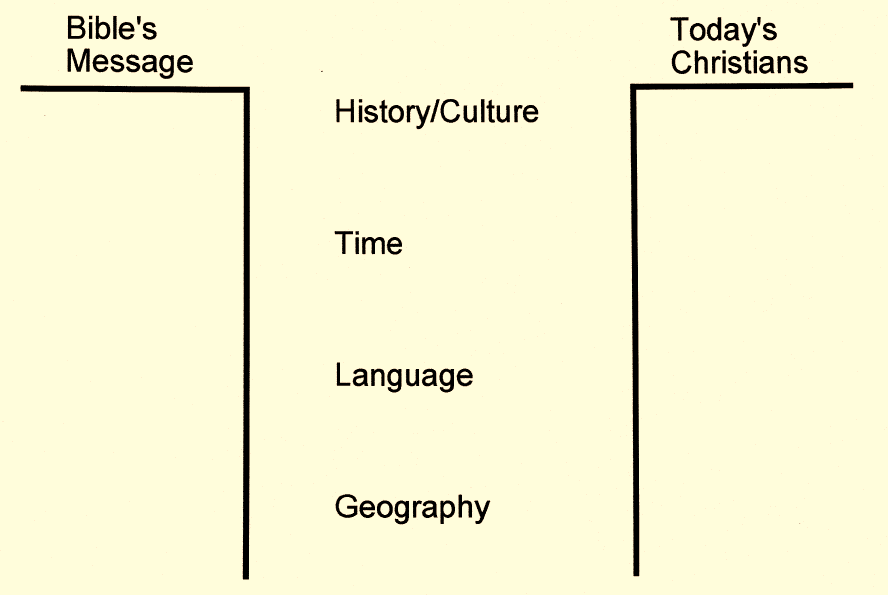 Bible's
Message
Today's
Christians
History/Culture
Time
Language
Geography